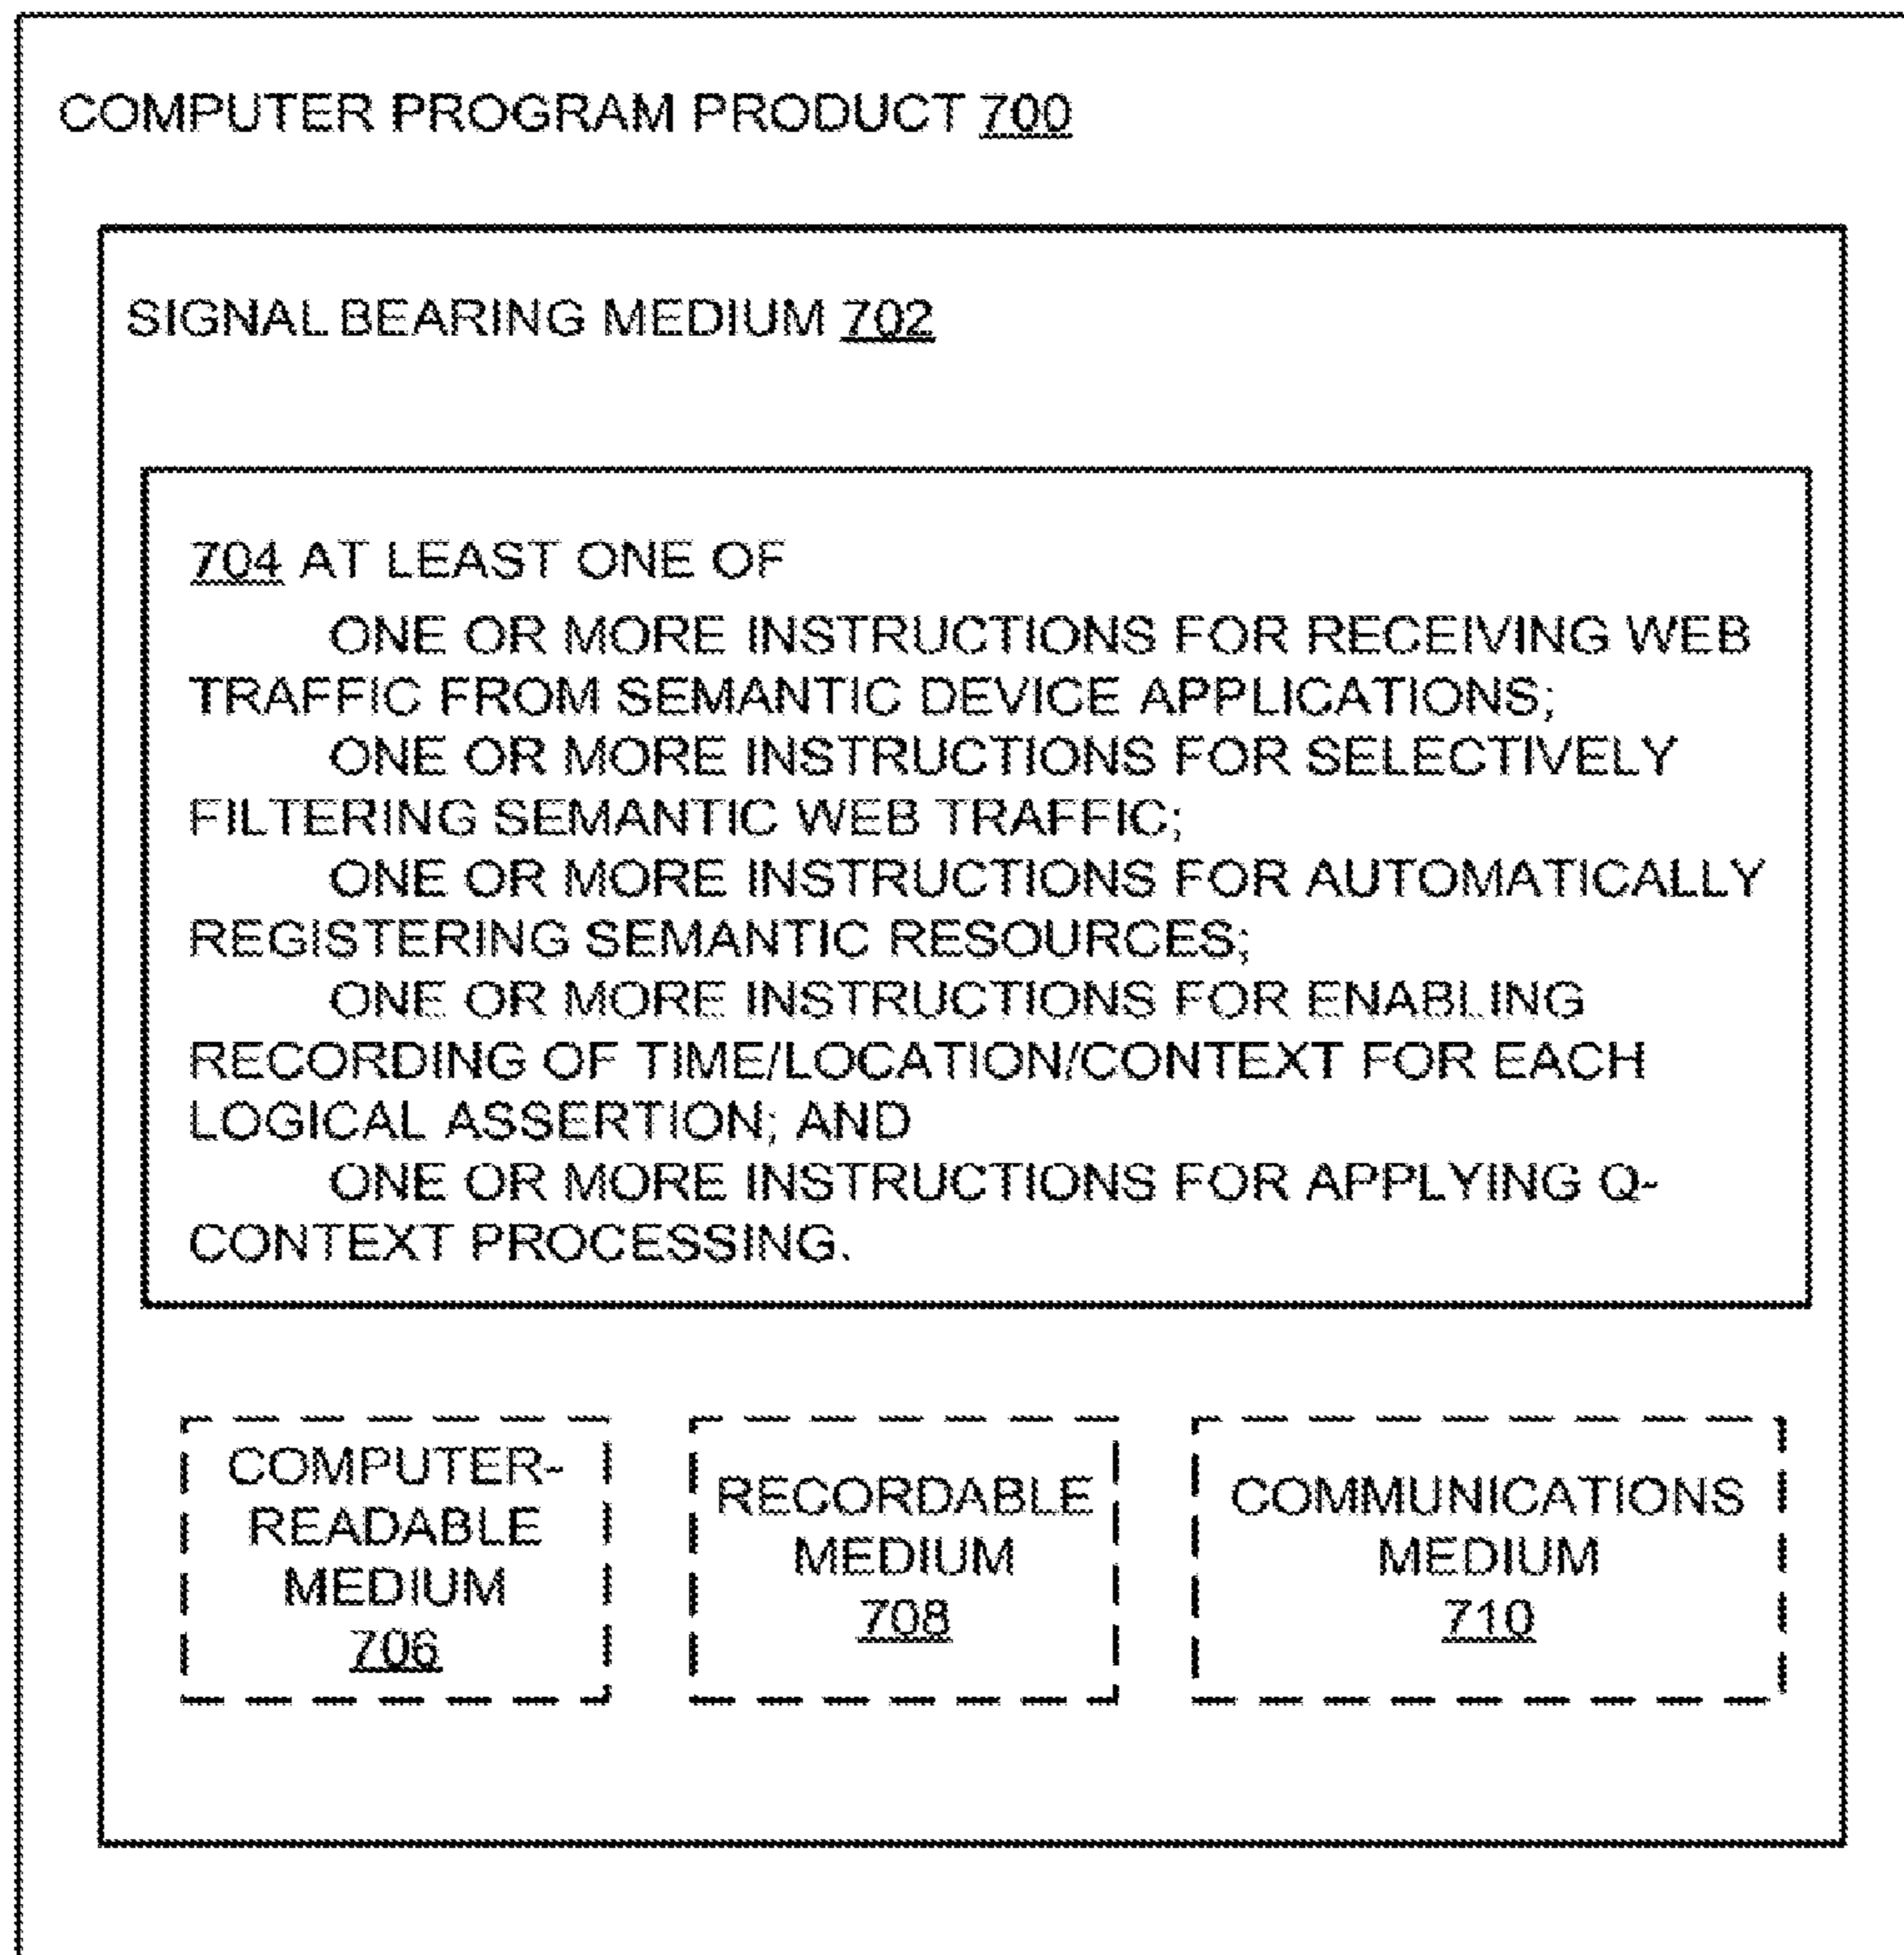 COMPUTER PROGRAM PRODUCT 700
SIGNAL BEARING MEDIUM 702
704 AT LEAST ONE OF
ONE OR MORE INSTRUCTIONS FOR RECEIVING WEB
TRAFFIC FROM SEMANTIC DEVICE APPLICATIONS;
ONE OR MORE INSTRUCTIONS FOR SELECTIVELY
FILTERING SEMANTIC WEB TRAFFIC;
ONE OR MORE INSTRUCTIONS FOR AUTOMATICALLY
REGISTERING SEMANTIC RESOURCES;
ONE OR MORE INSTRUCTIONS FOR ENABLING
RECORDING OF TIME/LOCATION/CONTEXT FOR EACH
LOGICAL ASSERTION; AND
ONE OR MORE INSTRUCTIONS FOR APPLYING Q-
CONTEXT PROCESSING.
COMPUTER-
READABLE
MEDIUM
706
RECORDABLE
MEDIUM
708
COMMUNICATIONS
MEDIUM
710